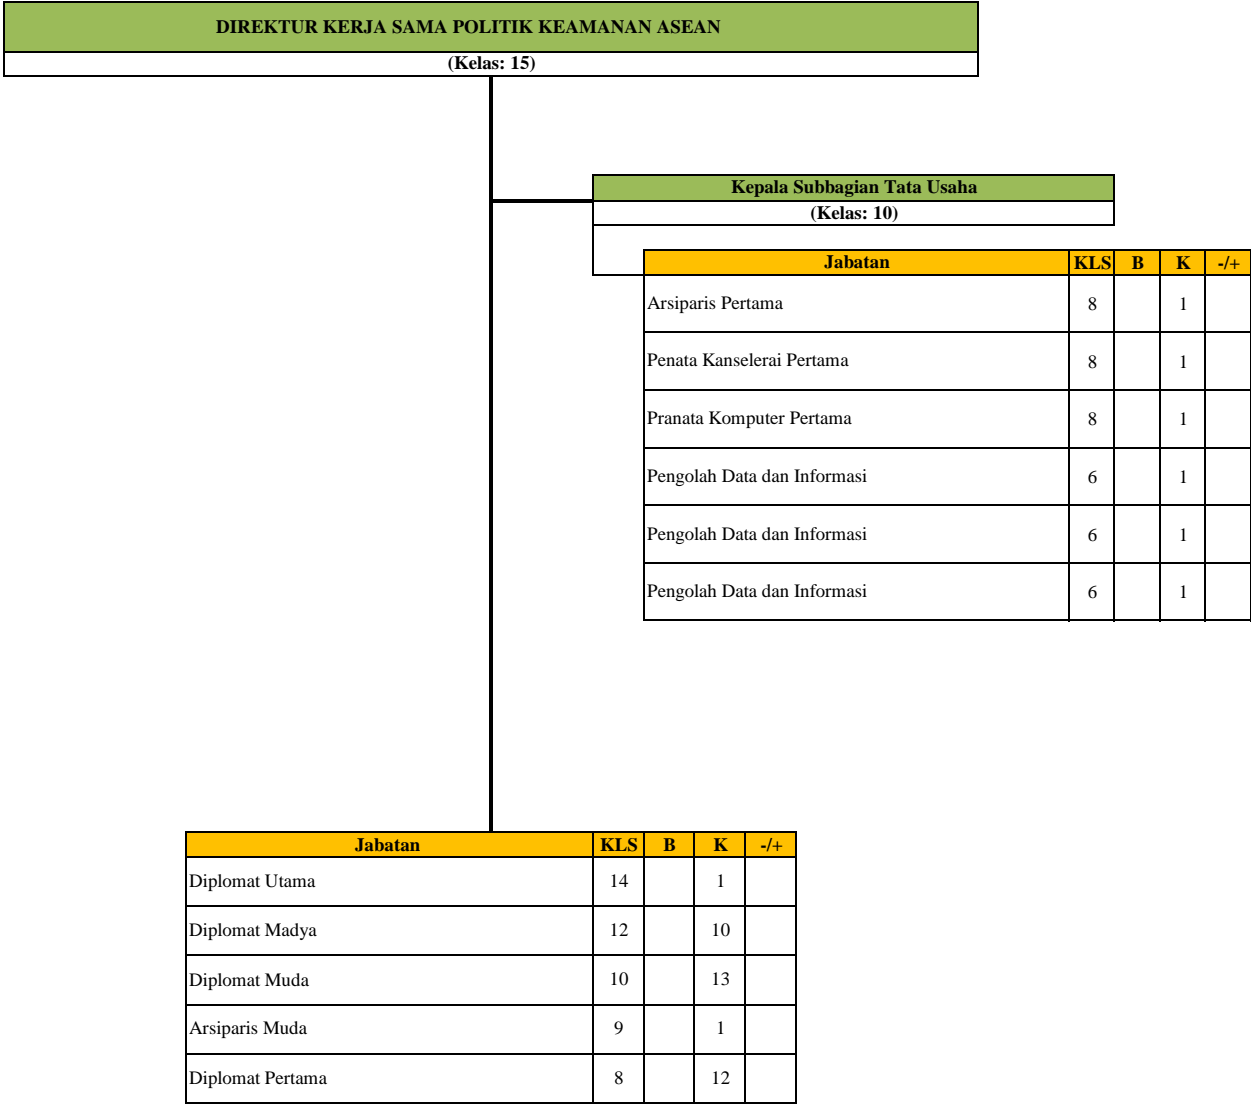 DIREKTUR KERJA SAMA POLITIK KEAMANAN ASEAN
(Kelas: 15)
Kepala Subbagian Tata Usaha
(Kelas: 10)
Jabatan KLS B K -/+
Arsiparis Pertama 8 1
Penata Kanselerai Pertama 8 1
Pranata Komputer Pertama 8 1
Pengolah Data dan Informasi 6 1
Pengolah Data dan Informasi 6 1
Pengolah Data dan Informasi 6 1
Jabatan KLS B K -/+
Diplomat Utama 14 1
Diplomat Madya 12 10
Diplomat Muda 10 13
Arsiparis Muda 9 1
Diplomat Pertama 8 12